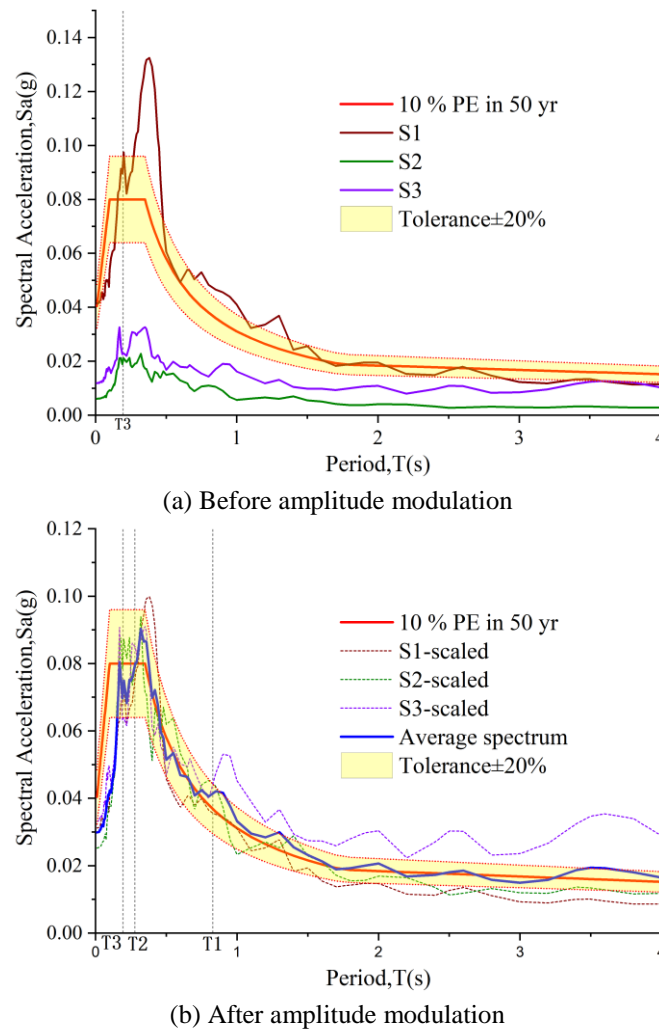 0.14
0.12
0.10
0.08
0.06
0.04
0.02
0.00
Spectral Acceleration,Sa(g)
10 % PE in 50 yr
S1
S2
S3
Tolerance±20%
0 1 2 3 4
T3
Period,T(s)
(a) Before amplitude modulation
0.12
0.10
0.08
0.06
0.04
0.02
0.00
Spectral Acceleration,Sa(g)
10 % PE in 50 yr
S1-scaled
S2-scaled
S3-scaled
Average spectrum
Tolerance±20%
0 1 2 3 4
T3 T2 T1
Period,T(s)
(b) After amplitude modulation